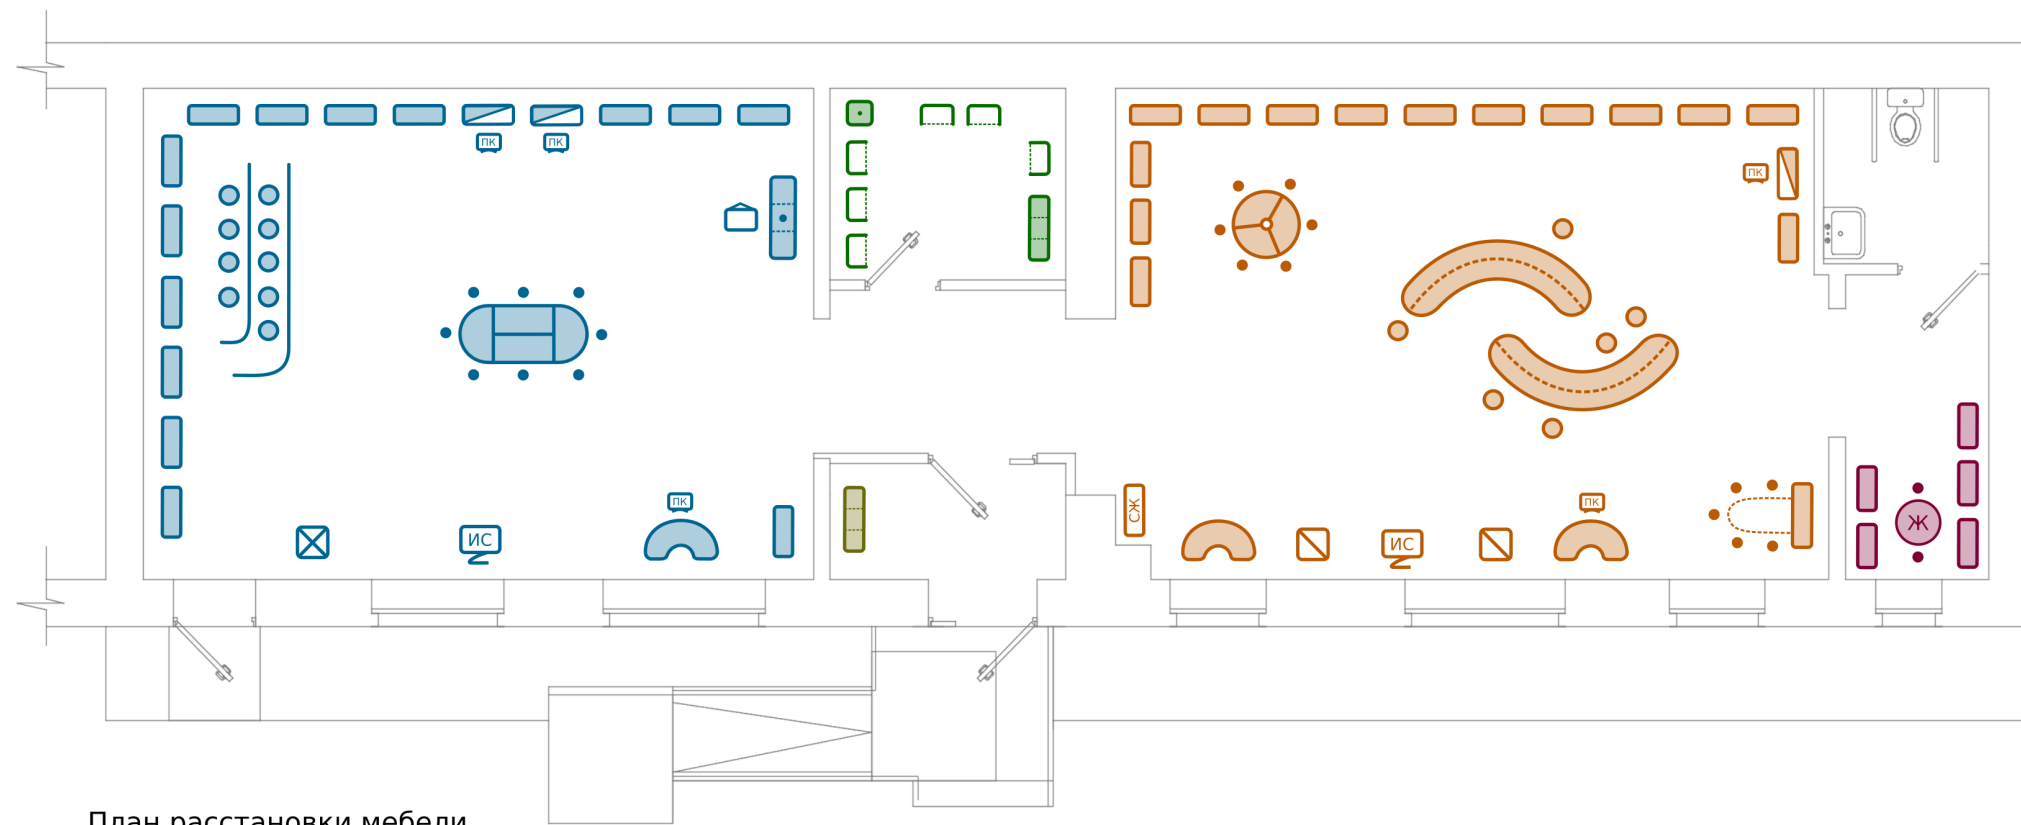 ПК
ПК
ПК
ПК
СЖ
ПК
ИС
ИС
Ж
План расстановки мебели